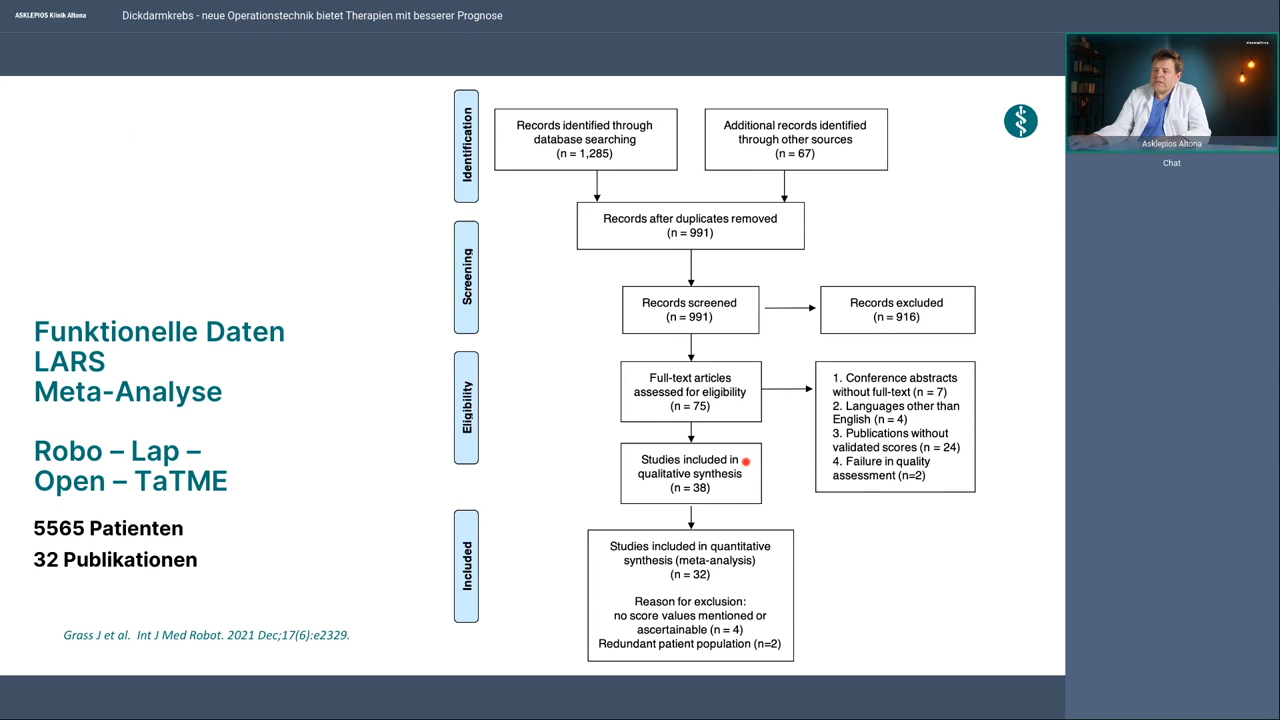 ASKLEPIOS Klinik Altona
Dickdarmkrebs - neue Operationstechnik bietet Therapien mit besserer Prognose
Asklepios Altona
Chat
Funktionelle Daten
LARS
Meta-Analyse
Robo – Lap –
Open – TaTME
5565 Patienten
32 Publikationen
Grass J et al. Int J Med Robot. 2021 Dec;17(6):e2329.
Identification
Records identified through
database searching
(n = 1,285)
Additional records identified
through other sources
(n = 67)
Records after duplicates removed
(n = 991)
Screening
Records screened
(n = 991)
Records excluded
(n = 916)
Eligibility
Full-text articles
assessed for eligibility
(n = 75)
1. Conference abstracts
without full-text (n = 7)
2. Languages other than
English (n = 4)
3. Publications without
validated scores (n = 24)
4. Failure in quality
assessment (n=2)
Studies included in
qualitative synthesis
(n = 38)
Included
Studies included in quantitative
synthesis (meta-analysis)
(n = 32)
Reason for exclusion:
no score values mentioned or
ascertainable (n = 4)
Redundant patient population (n=2)